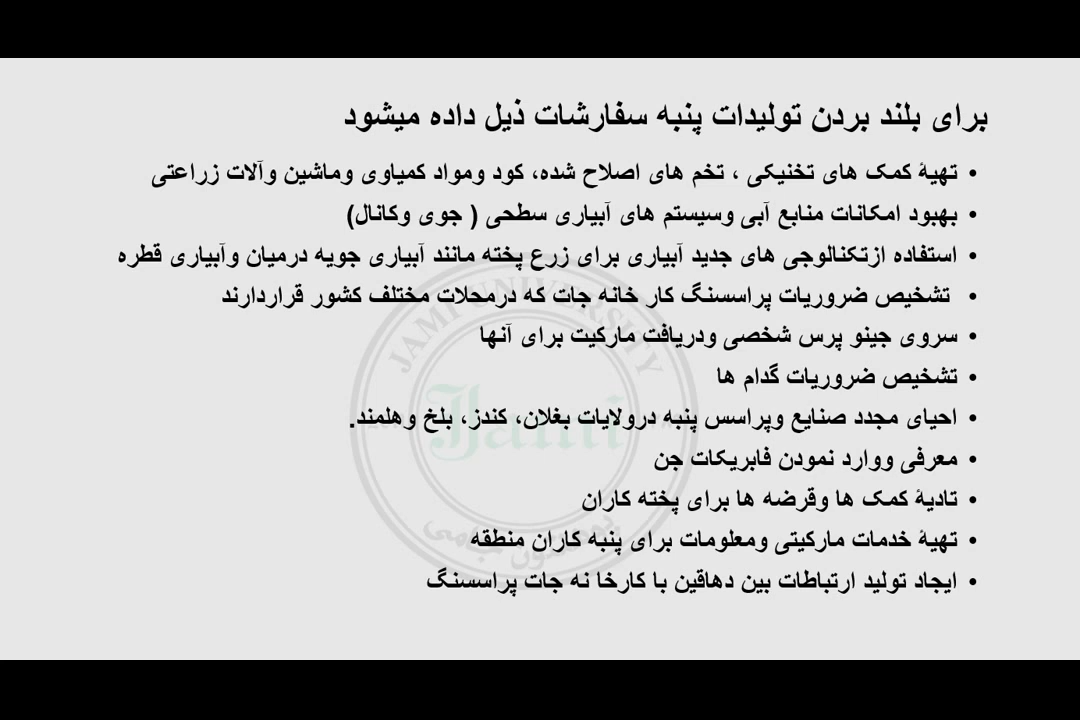 برای بلند بردن تولیدات پنبه سفارشات ذیل داده میشود
• تهیۀ کمک های تخنیکی ، تخم های اصلاح شده، کود ومواد کمیاوی وماشین وآلات زراعتی
• بهبود امکانات منابع آبی وسیستم های آبیاری سطحی ( جوی وکانال)
• استفاده ازتکنالوجی های جدید آبیاری برای زرع پخته مانند آبیاری جویه درمیان وآبیاری قطره
• تشخیص ضروریات پراسسنگ کار خانه جات که درمحلات مختلف کشور قراردارند
• سروی جینو پرس شخصی ودریافت مارکیت برای آنها
• تشخیص ضروریات گدام ها
• احیای مجدد صنایع وپراسس پنبه درولایات بغلان، کندز، بلخ وهلمند.
• معرفی ووارد نمودن فابریکات جن
• تادیۀ کمک ها وقرضه ها برای پخته کاران
• تهیۀ خدمات مارکیتی ومعلومات برای پنبه کاران منطقه
• ایجاد تولید ارتباطات بین دهاقین با کارخا نه جات پراسسنگ
JAMI UNIVERSITY
Jami
پوهنتون جامی